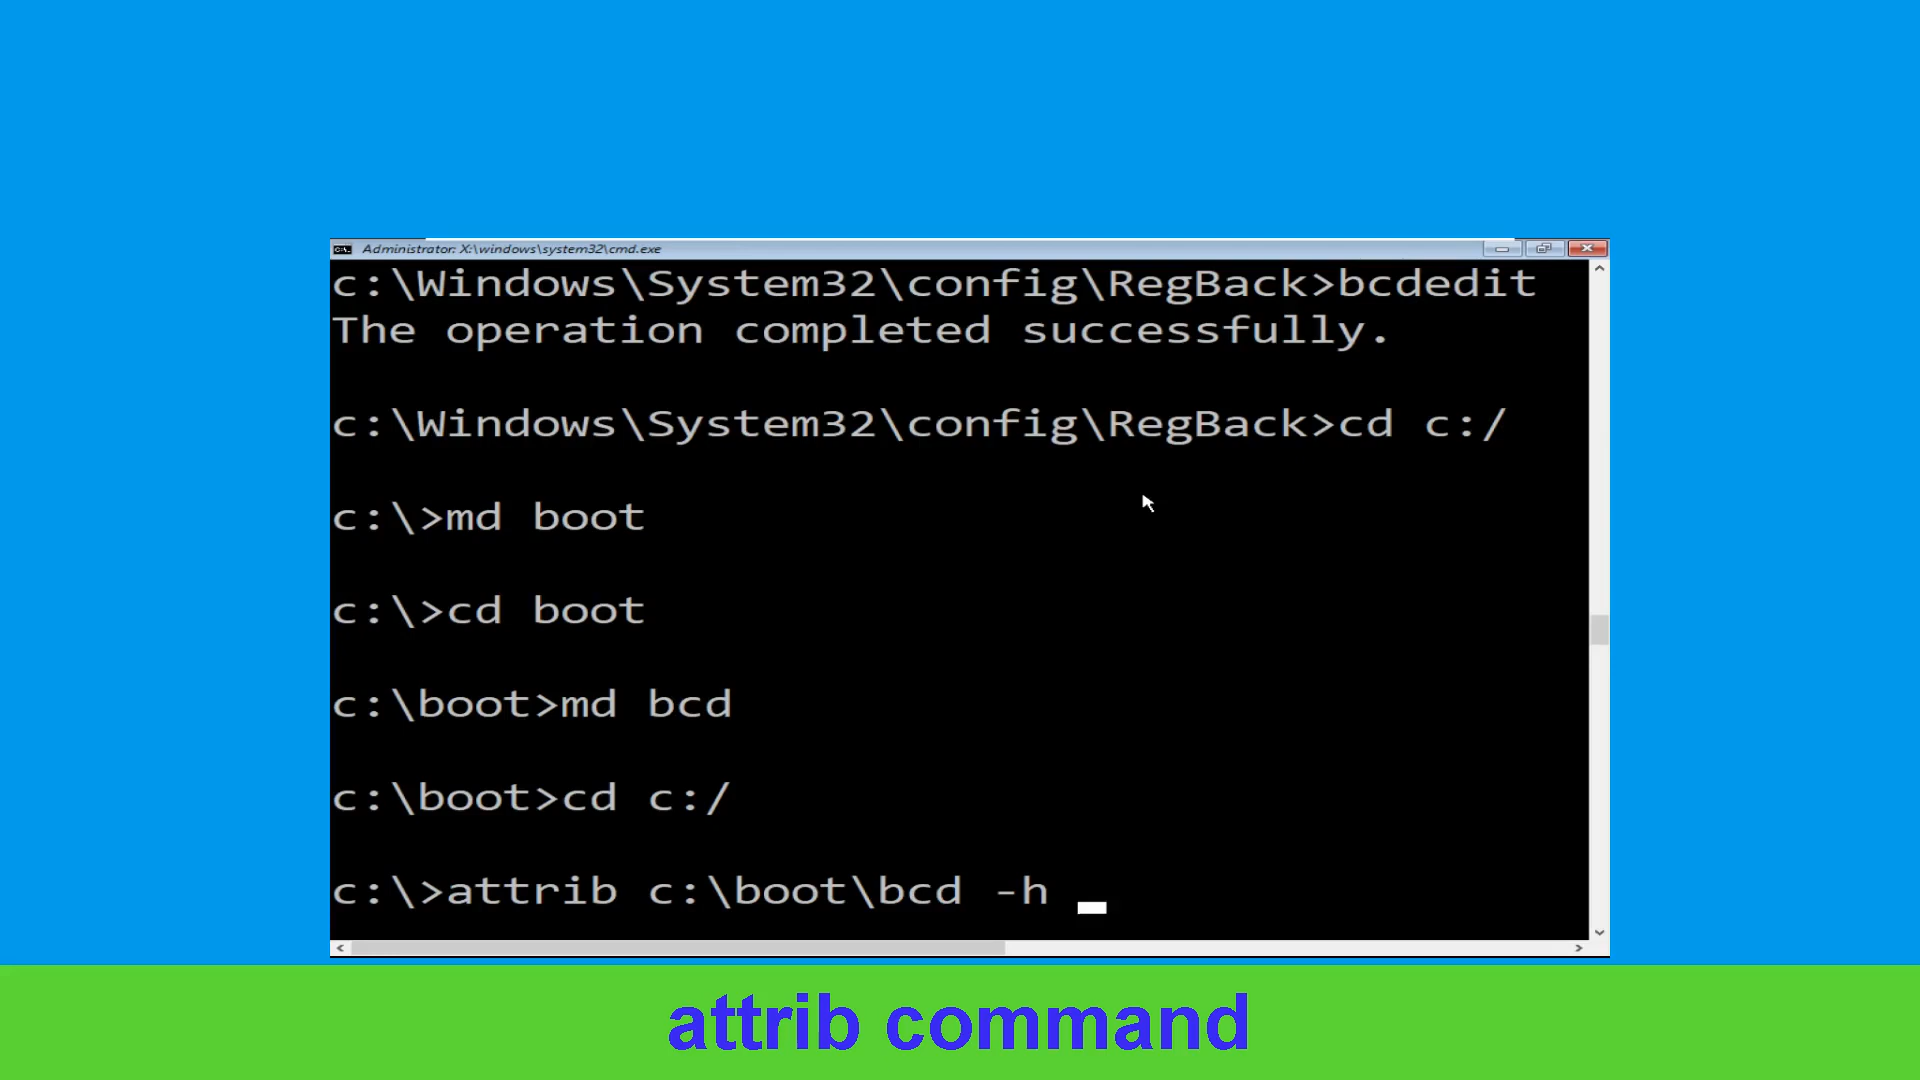 Administrator: X:\windows\system32\cmd.exe
c:\Windows\System32\config\RegBack>bcdedit
The operation completed successfully.
c:\Windows\System32\config\RegBack>cd c:/
c:\>md boot
c:\>cd boot
c:\boot>md bcd
c:\boot>cd c:/
c:\>attrib c:\boot\bcd -h
attrib command